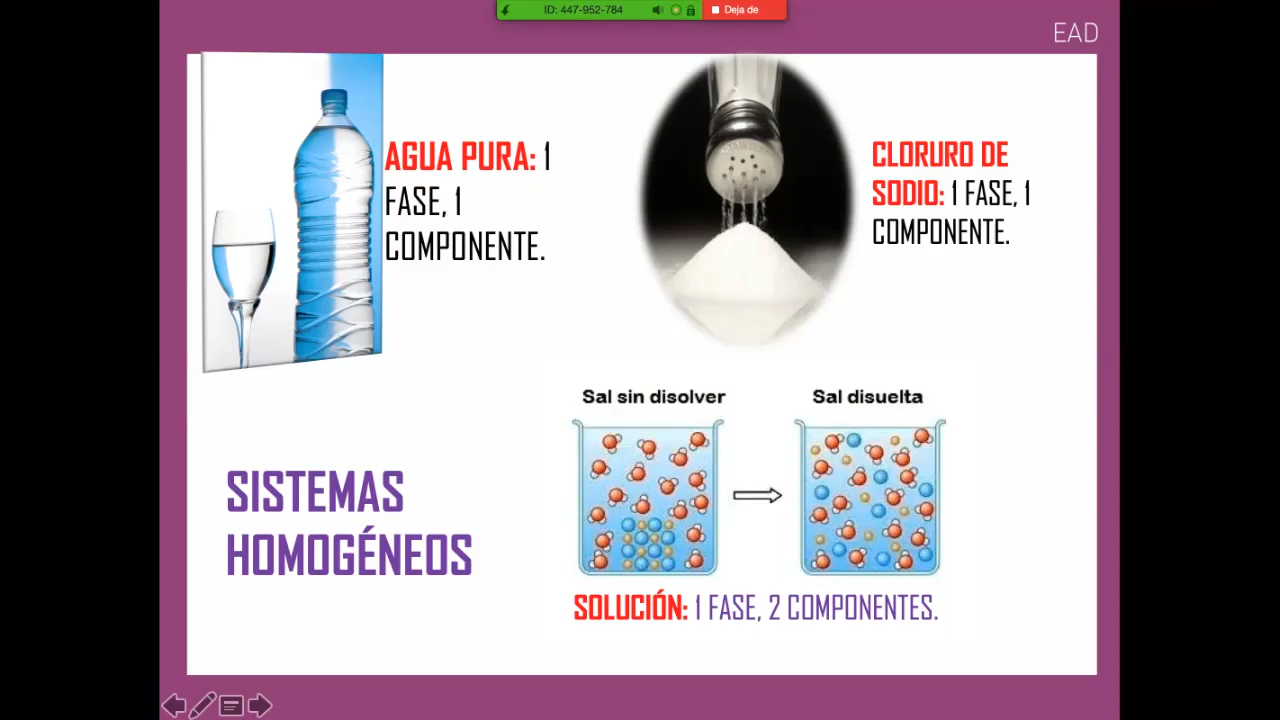 ID: 447-952-784
Deja de
EAD
AGUA PURA: 1
FASE, 1
COMPONENTE.
CLORURO DE
SODIO: 1 FASE, 1
COMPONENTE.
Sal sin disolver
Sal disuelta
SISTEMAS
HOMOGÉNEOS
SOLUCIÓN: 1 FASE, 2 COMPONENTES.